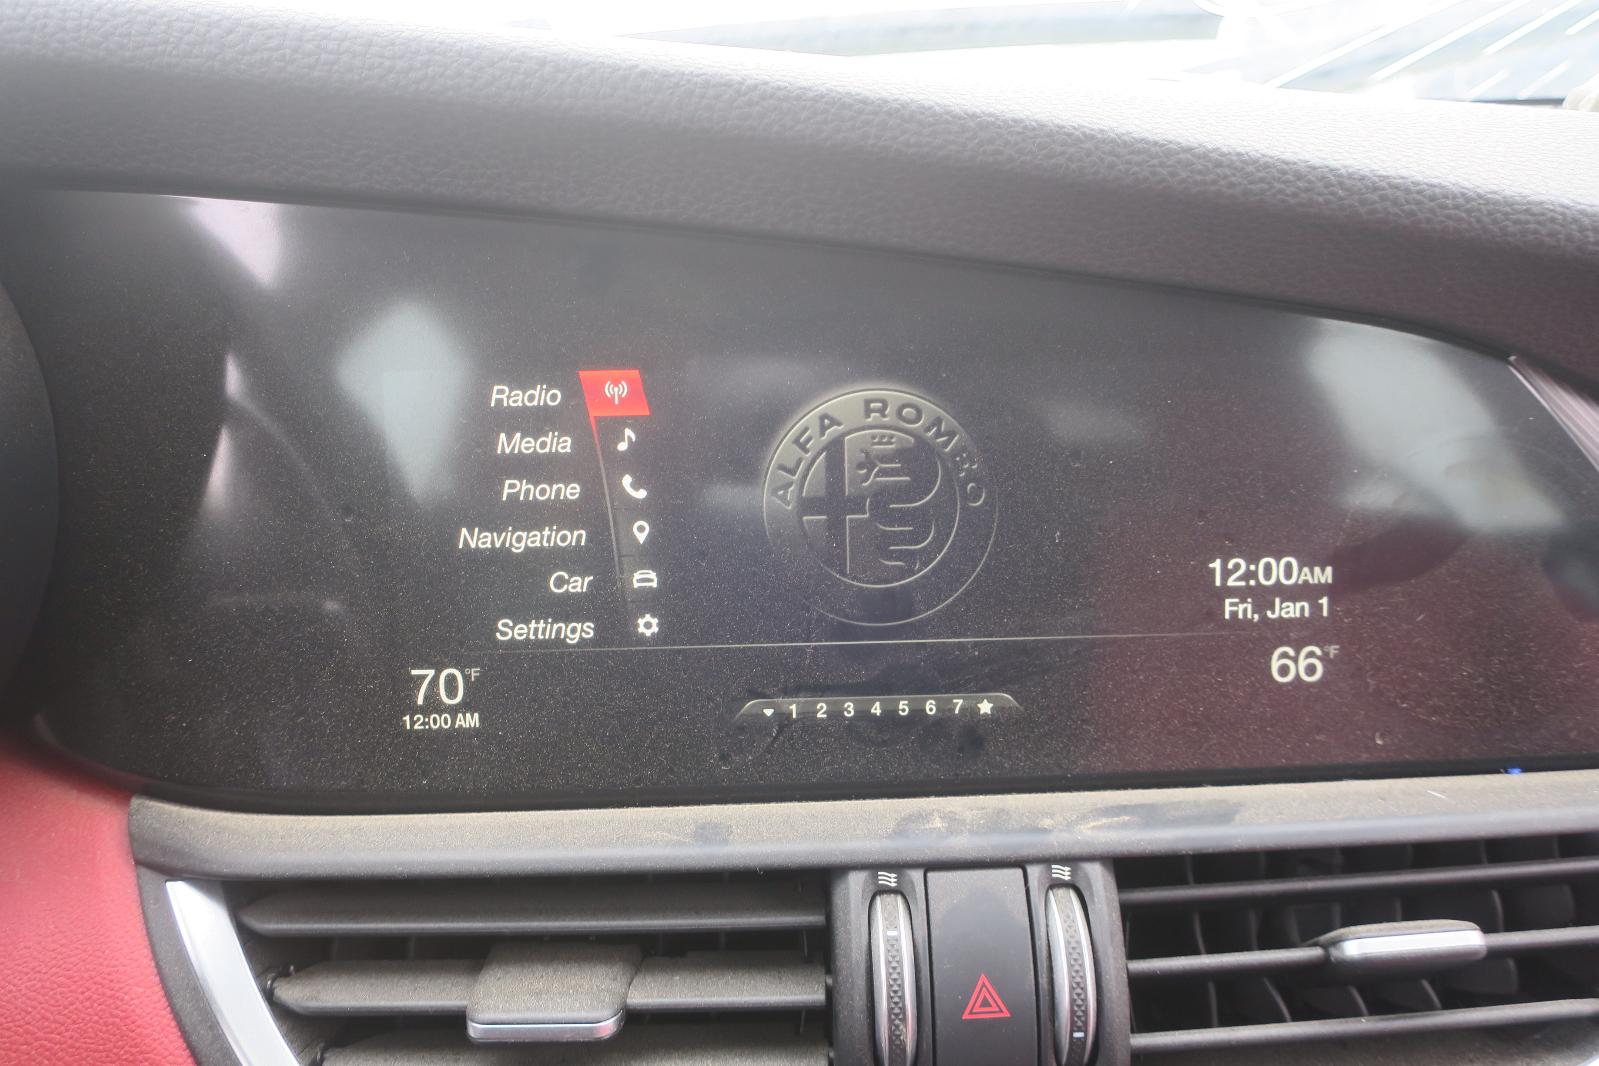 Radio
Media
Phone
Navigation
Car
Settings
ALFA ROMEO
12:00AM
Fri, Jan 1
70°F
12:00 AM
66°F
1 2 3 4 5 6 7